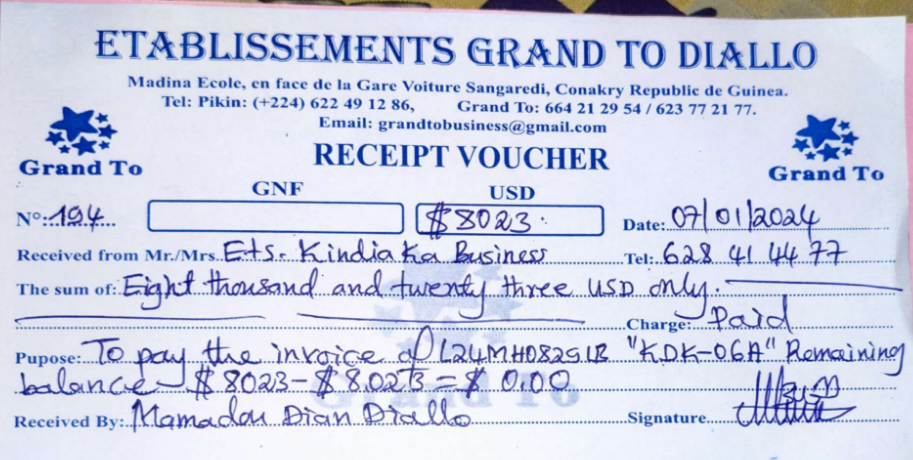 ETABLISSEMENTS GRAND TO DIALLO
Madina Ecole, en face de la Gare Voiture Sangaredi, Conakry Republic de Guinea.
Tel: Pikin: (+224) 622 49 12 86, Grand To: 664 21 29 54 / 623 77 21 77.
Email: grandtobusiness@gmail.com
Grand To
RECEIPT VOUCHER
Grand To
GNF USD
N°: 194 $8023 Date: 07/01/2024
Received from Mr./Mrs. Ets. Kindia Ka Business Tel: 628 41 44 77
The sum of: Eight thousand and twenty three USD only.
Charge: Paid
Pupose: To pay the invoice of "KDK-06A" Remaining
balance $8023-$8023=$0.00
Grand To
Received By: Mamadou Dian Diallo Signature